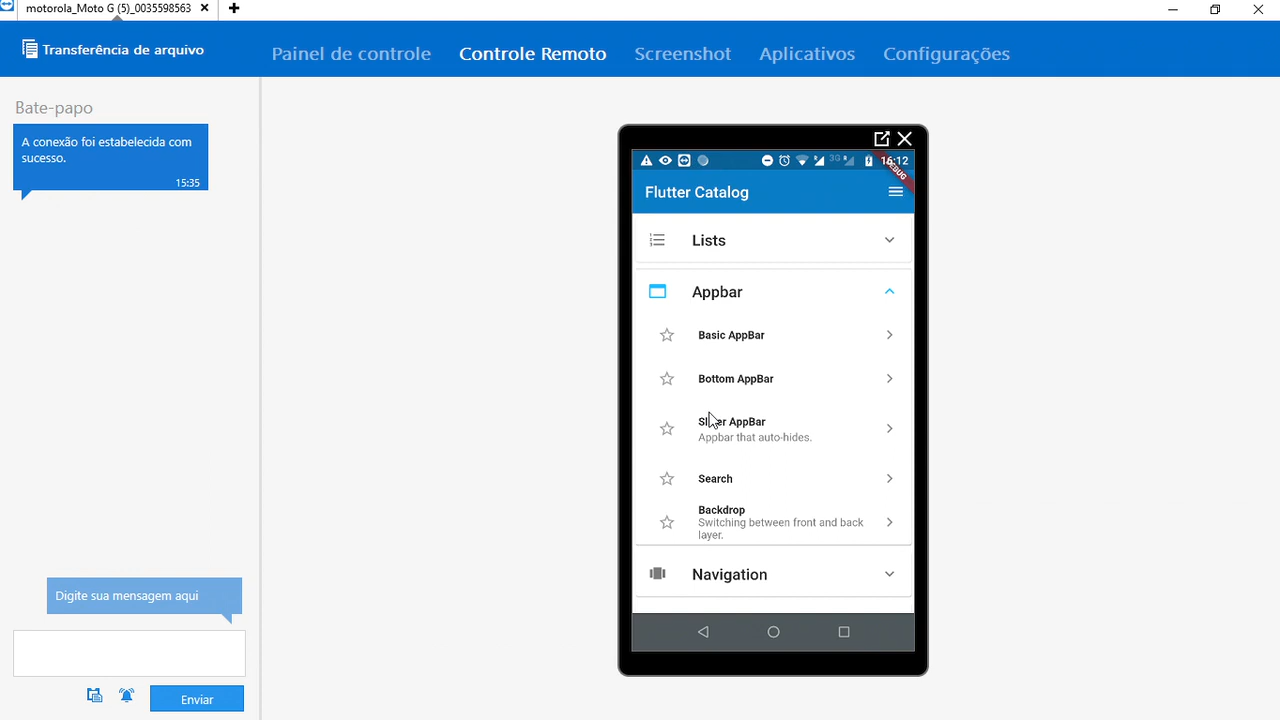 motorola_Moto G (5)_0035598563
Transferência de arquivo
Painel de controle
Controle Remoto
Screenshot
Aplicativos
Configurações
Bate-papo
A conexão foi estabelecida com
sucesso.
15:35
3G
16:12
DEBUG
Flutter Catalog
Lists
Appbar
Basic AppBar
Bottom AppBar
AppBar
Appbar that auto-hides.
Search
Backdrop
Switching between front and back
layer.
Navigation
Digite sua mensagem aqui
Enviar